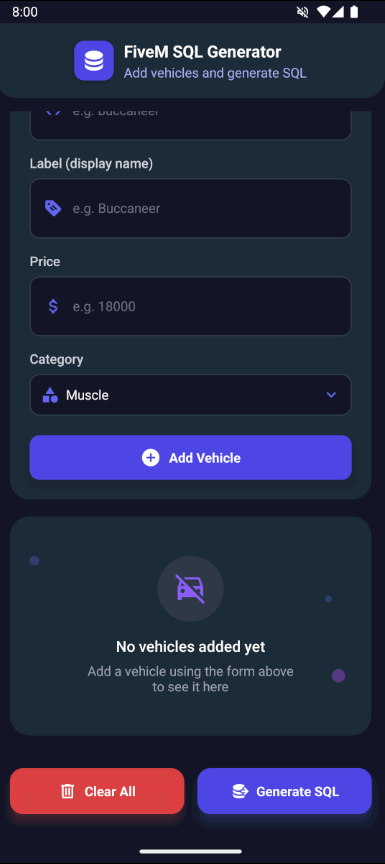 8:00
FiveM SQL Generator
Add vehicles and generate SQL
e.g. buccaneer
Label (display name)
e.g. Buccaneer
Price
e.g. 18000
Category
Muscle
Add Vehicle
No vehicles added yet
Add a vehicle using the form above
to see it here
Clear All
Generate SQL